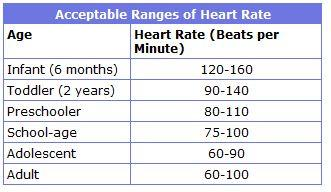 Acceptable Ranges of Heart Rate
Age Heart Rate (Beats per
Minute)
Infant (6 months) 120-160
Toddler (2 years) 90-140
Preschooler 80-110
School-age 75-100
Adolescent 60-90
Adult 60-100